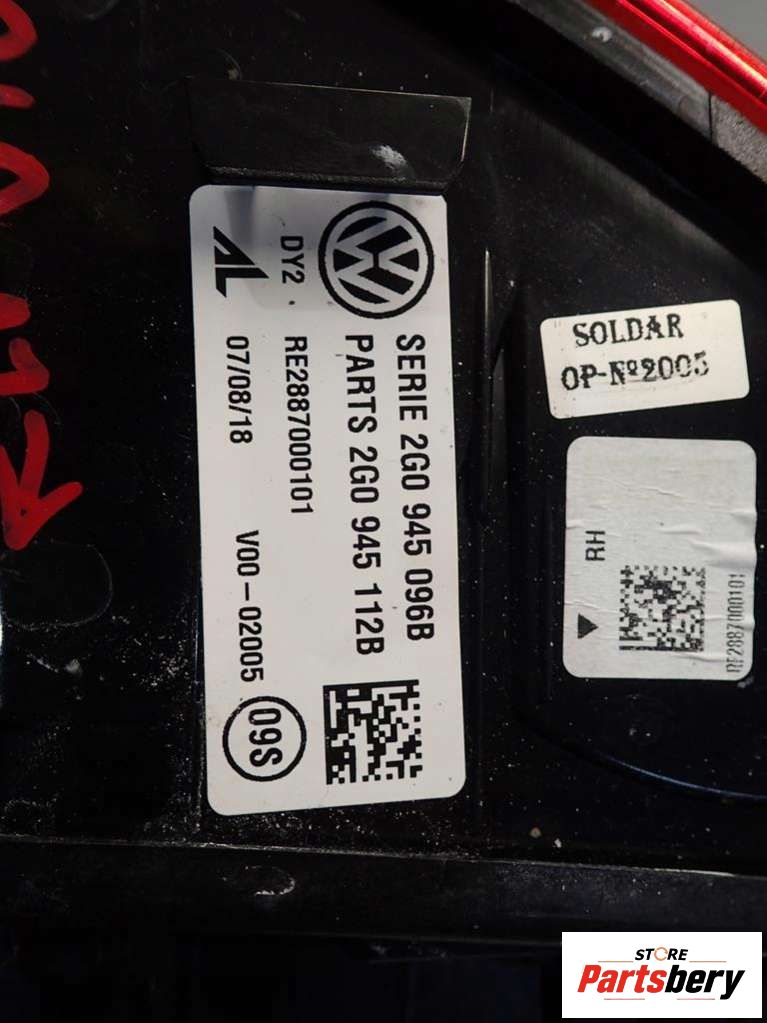 SERIE 2G0 945 096B
PARTS 2G0 945 112B
DY2 . RE2887000101
AL 07/08/18 V00-02005 09S
SOLDAR
OP-Nº2005
RH
RE2887000101
STORE
Partsbery